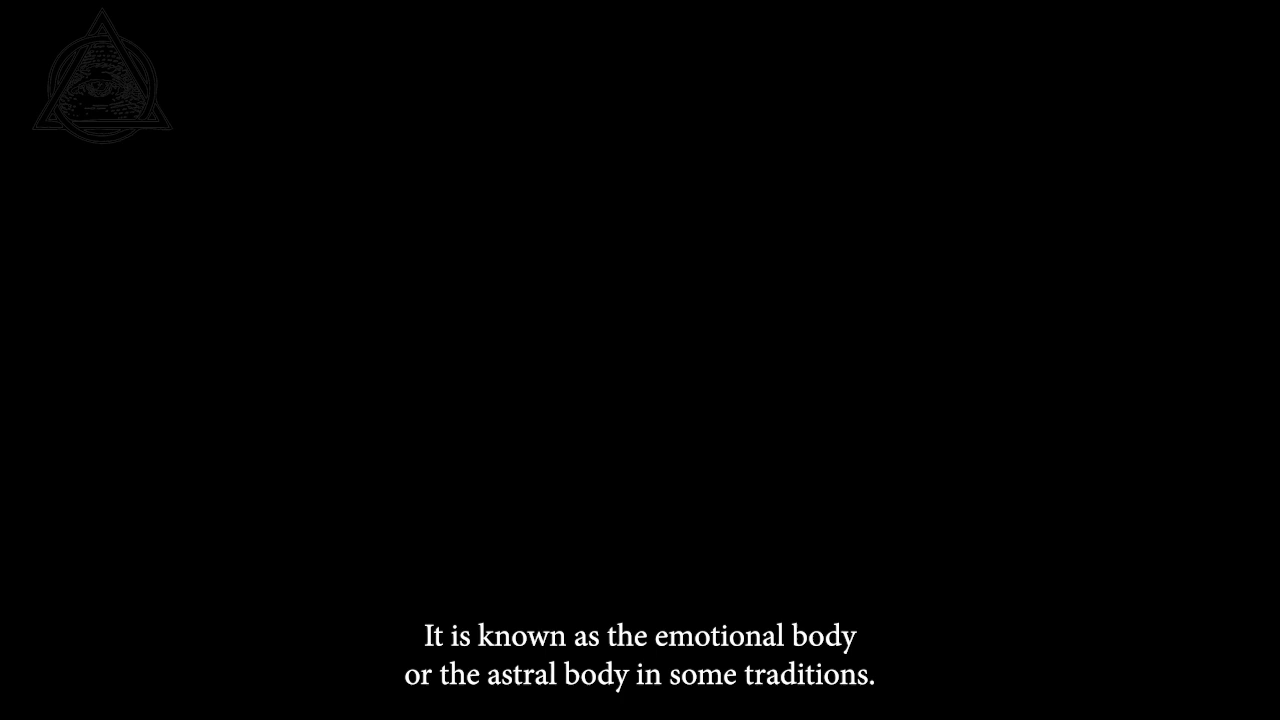 It is known as the emotional body
or the astral body in some traditions.